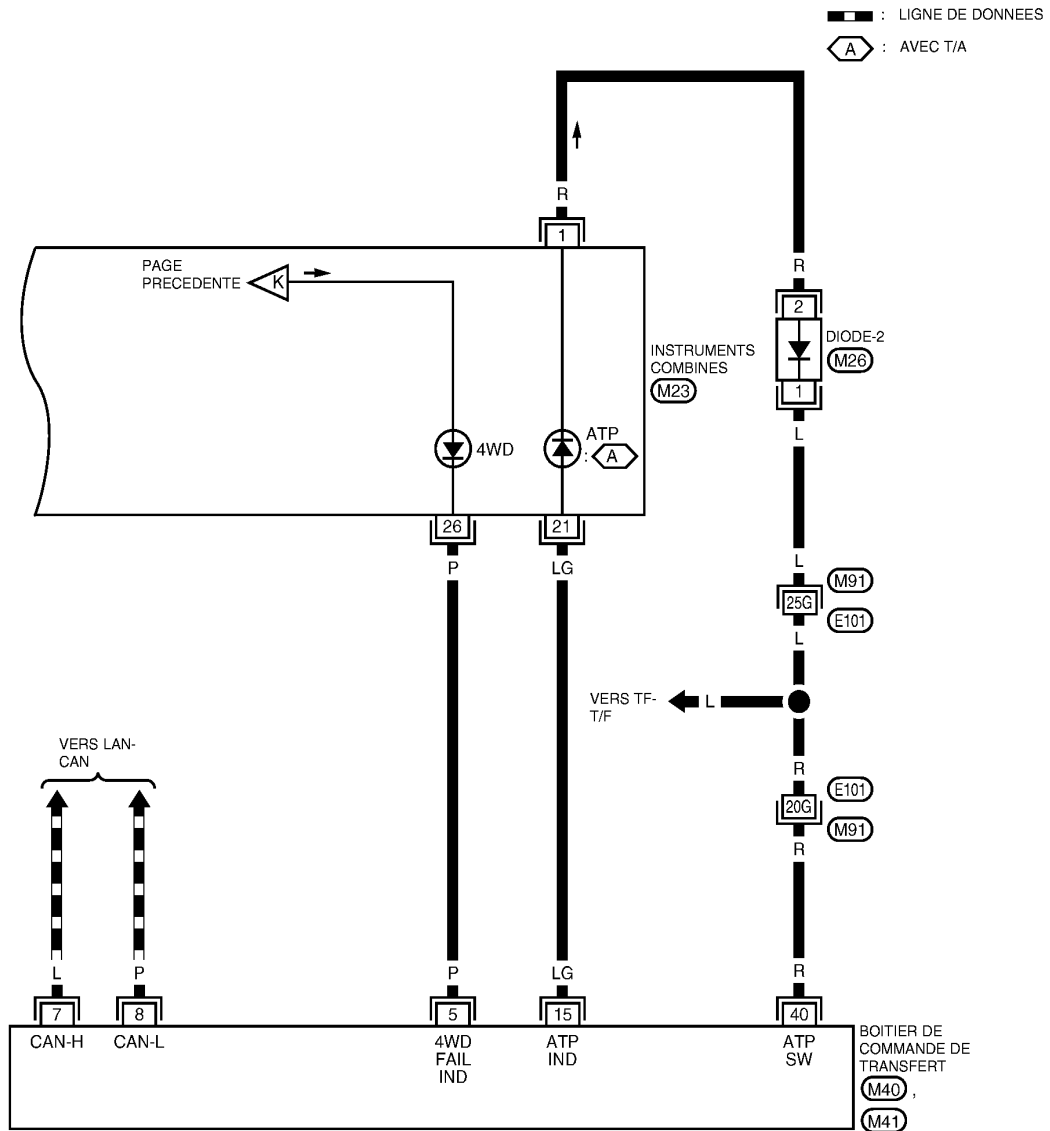 : LIGNE DE DONNEES
A : AVEC T/A
R
1
PAGE
PRECEDENTE
K
R
2
DIODE-2
M26
1
INSTRUMENTS
COMBINES
M23
L
4WD
ATP
: A
26
21
P
LG
L
M91
25G
E101
L
VERS TF-
T/F
L
VERS LAN-
CAN
R
E101
20G
M91
R
L
P
P
LG
R
7
8
5
15
40
CAN-H
CAN-L
4WD
FAIL
IND
ATP
IND
ATP
SW
BOITIER DE
COMMANDE DE
TRANSFERT
M40 ,
M41